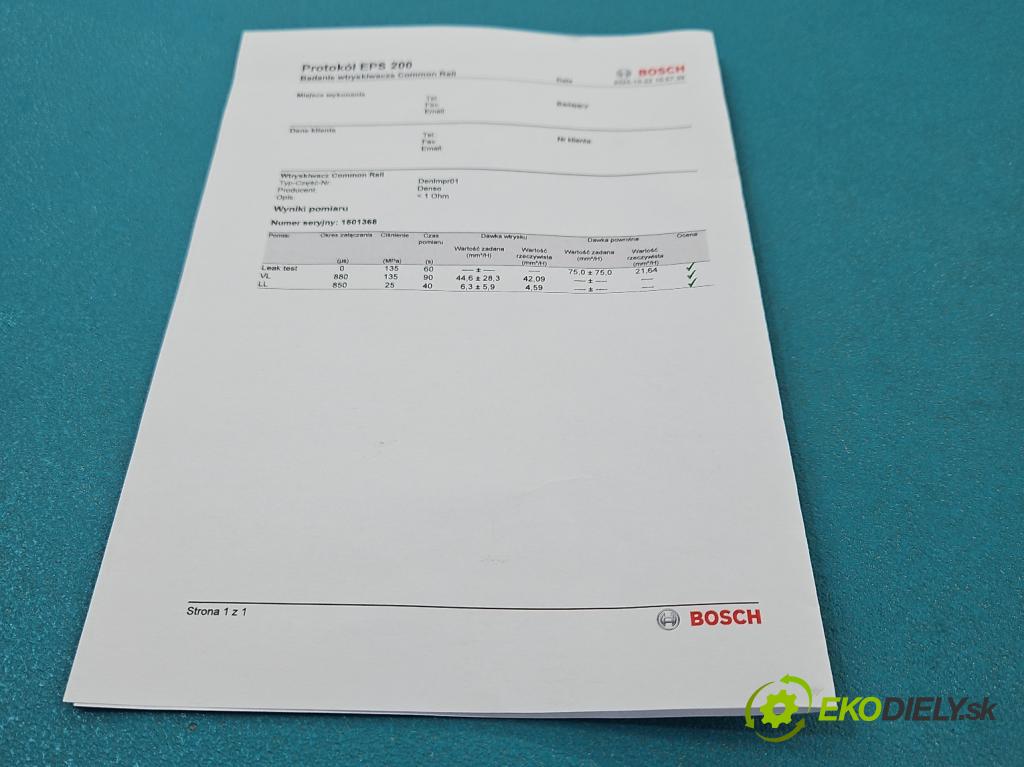 Protokół EPS 200
Badanie wtryskiwacza Common Rail
Data
BOSCH
Miejsce wykonania
Tel.
Fax
Email
Badający
Dane klienta
Tel.
Fax
Email
Nr klienta
Wtryskiwacz Common Rail
Typ-Część-Nr. DenImpr01
Producent Denso
Opis: < 1 Ohm
Wyniki pomiaru
Numer seryjny: 1601368
Pomiar Okres załączania Ciśnienie Czas pomiaru Dawka wtrysku Dawka powrotna Ocena
Wartość zadana (mm³/H) Wartość rzeczywista (mm³/H) Wartość zadana (mm³/H) Wartość rzeczywista (mm³/H)
(µs) (MPa) (s)
Leak test 0 135 60 ---- ± ---- ---- 75,0 ± 75,0 21,64 ✓
VL 880 135 90 44,6 ± 28,3 42,09 ---- ± ---- ---- ✓
LL 850 25 40 6,3 ± 5,9 4,59 ---- ± ---- ---- ✓
Strona 1 z 1
BOSCH
EKODIELY.sk